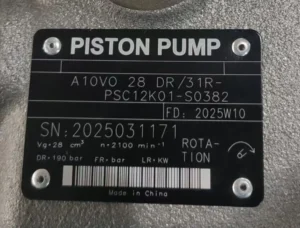 PISTON PUMP
A10VO 28 DR/31R-
PSC12K01-S0382
FD: 2025W10
SN: 2025031171
Vg=28 cm³ n=2100 min⁻¹ ROTA-
DR=190 bar FR= bar LR= KW TION
Made in China